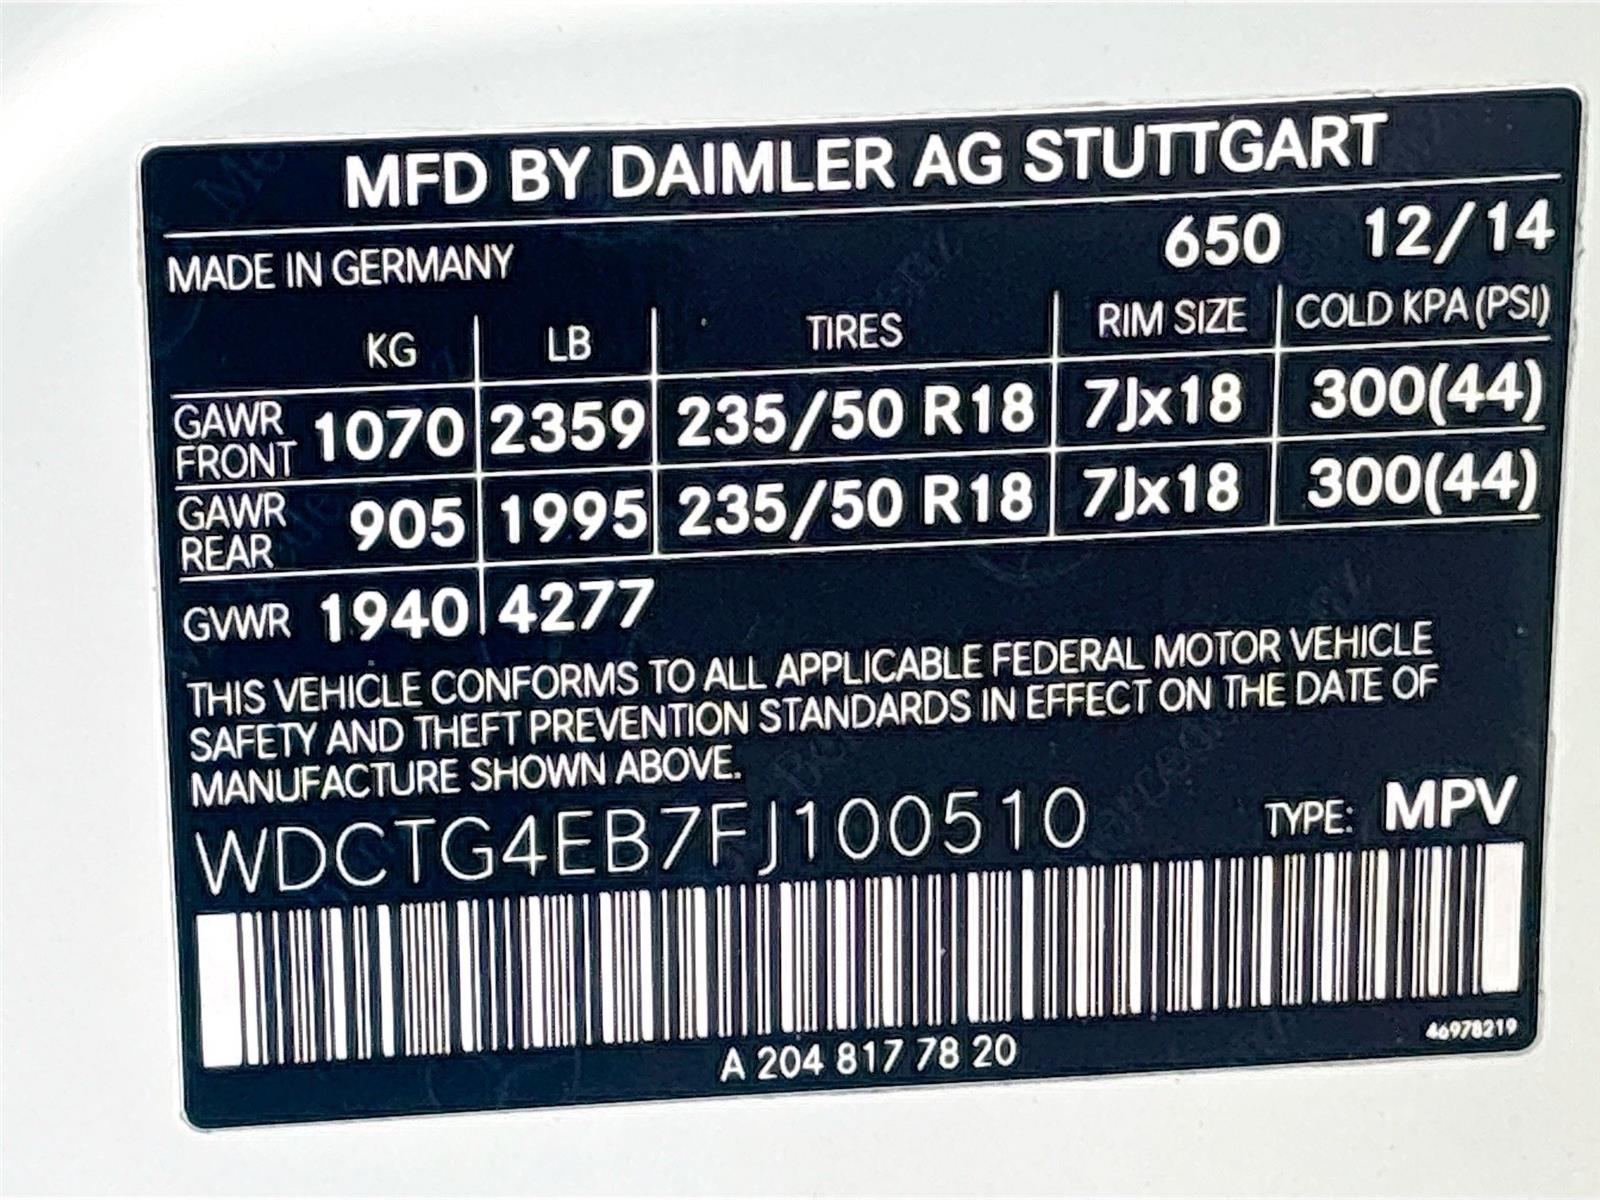 MFD BY DAIMLER AG STUTTGART
MADE IN GERMANY 650 12/14
KG LB TIRES RIM SIZE COLD KPA (PSI)
GAWR FRONT 1070 2359 235/50 R18 7Jx18 300(44)
GAWR REAR 905 1995 235/50 R18 7Jx18 300(44)
GVWR 1940 4277
THIS VEHICLE CONFORMS TO ALL APPLICABLE FEDERAL MOTOR VEHICLE
SAFETY AND THEFT PREVENTION STANDARDS IN EFFECT ON THE DATE OF
MANUFACTURE SHOWN ABOVE.
WDCTG4EB7FJ100510 TYPE: MPV
46978219
A 204 817 78 20